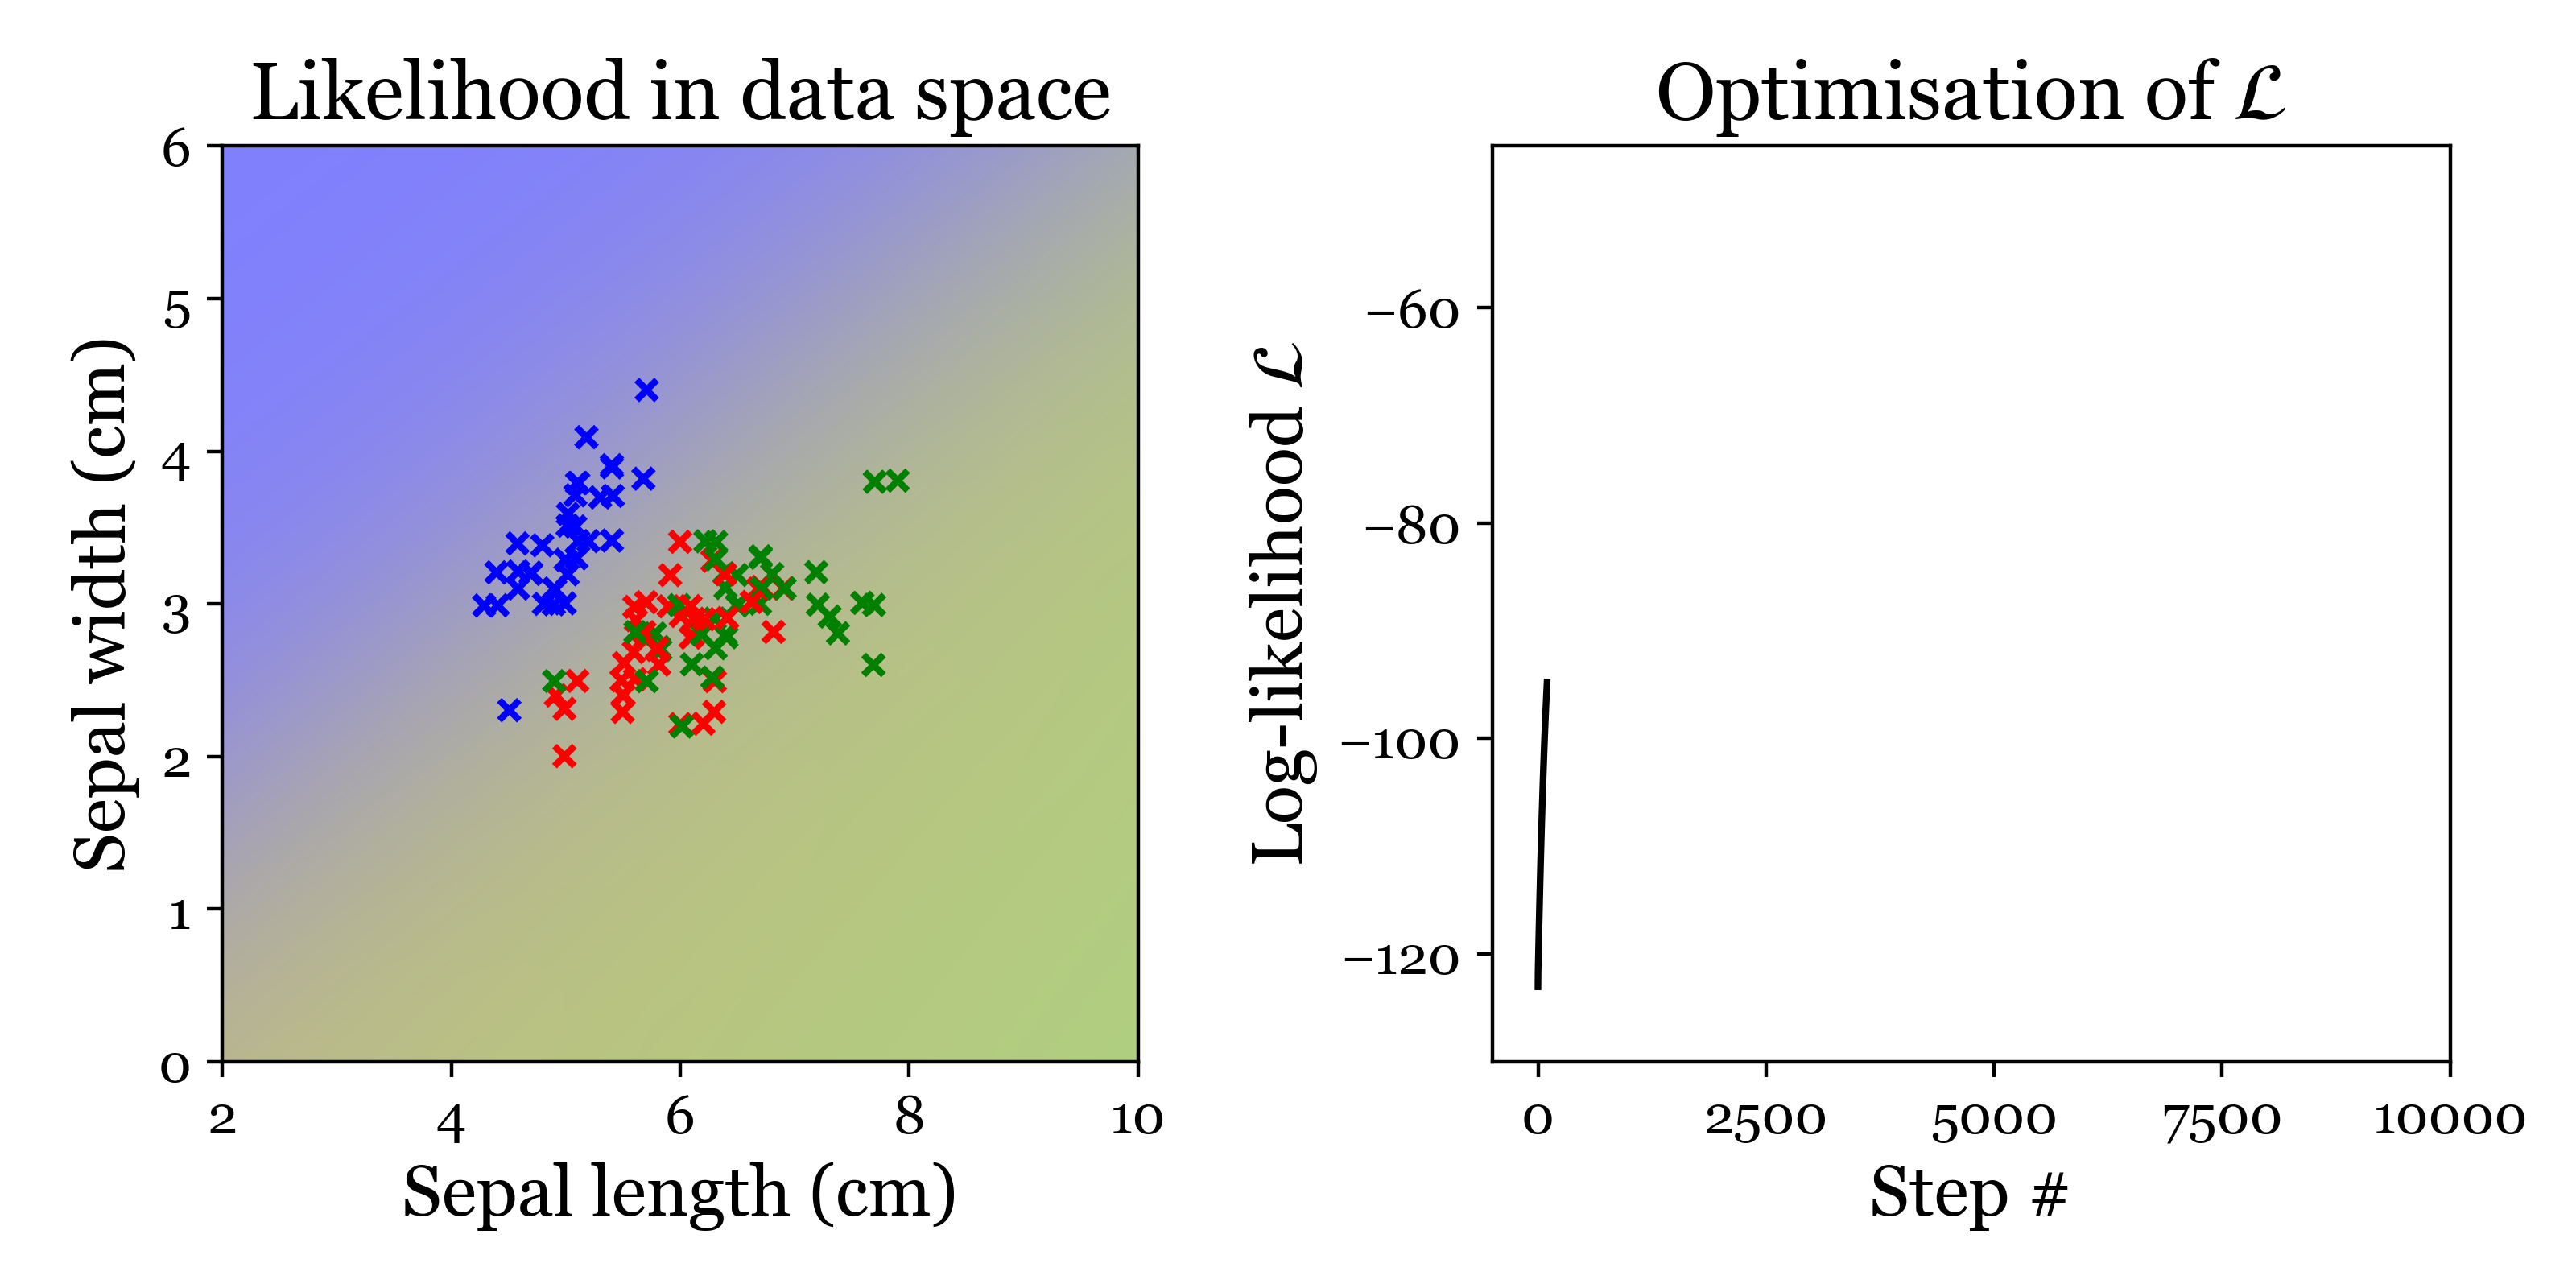 Likelihood in data space
6
5
4
3
2
1
0
Sepal width (cm)
2 4 6 8 10
Sepal length (cm)
Optimisation of ℒ
−60
−80
−100
−120
Log-likelihood ℒ
0 2500 5000 7500 10000
Step #